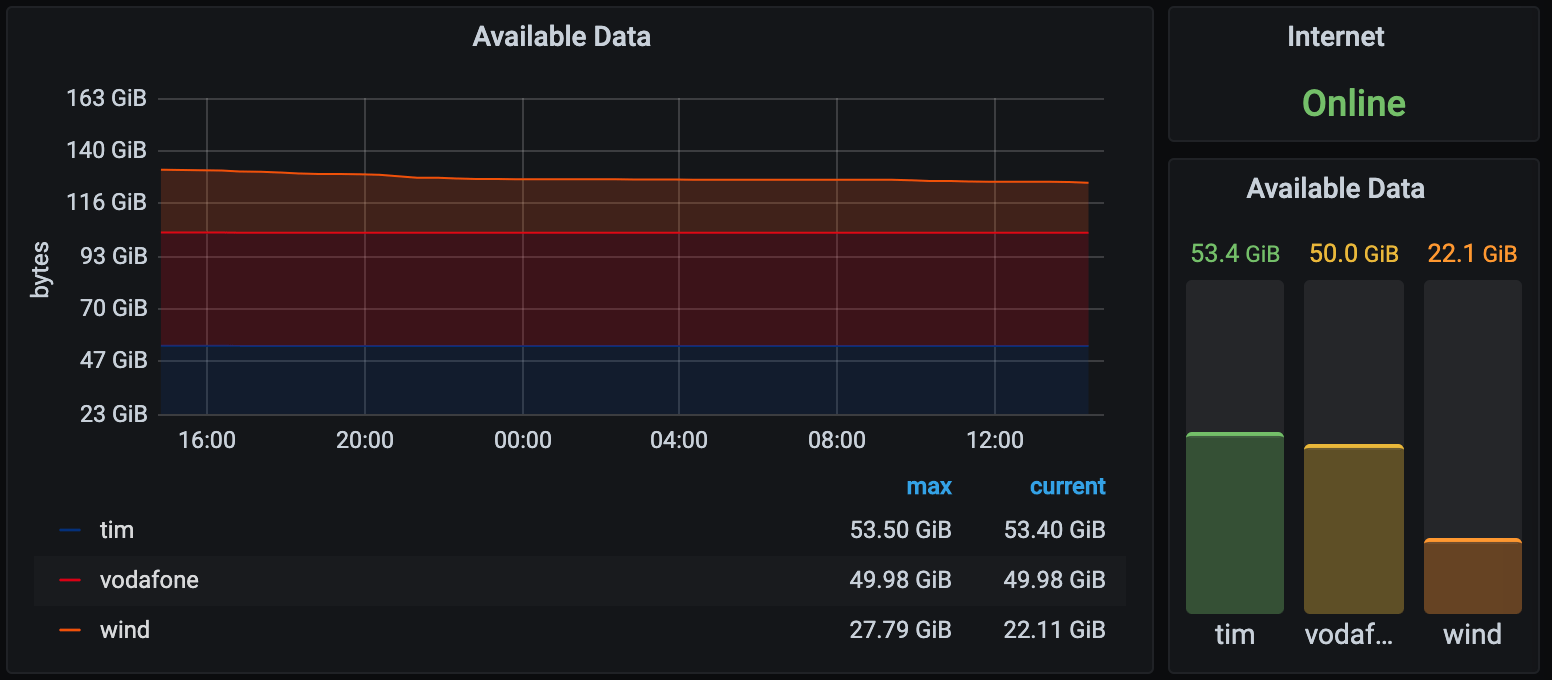 Available Data
163 GiB
140 GiB
116 GiB
93 GiB
70 GiB
47 GiB
23 GiB
bytes
16:00 20:00 00:00 04:00 08:00 12:00
max current
tim 53.50 GiB 53.40 GiB
vodafone 49.98 GiB 49.98 GiB
wind 27.79 GiB 22.11 GiB
Internet
Online
Available Data
53.4 GiB 50.0 GiB 22.1 GiB
tim vodaf... wind